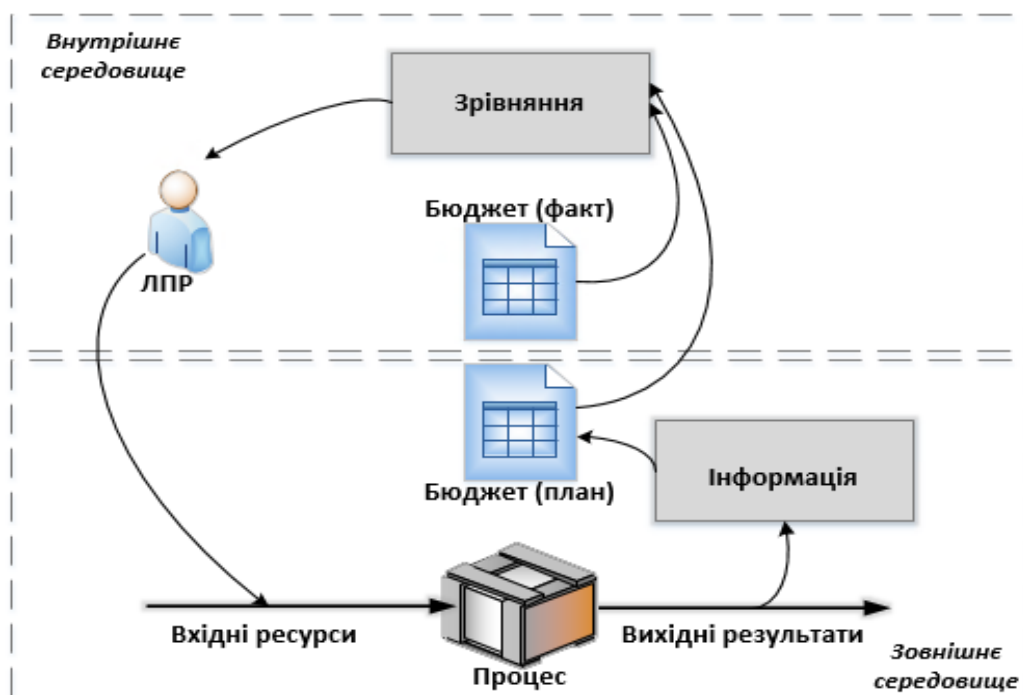 Внутрішнє
середовище
Зрівняння
Бюджет (факт)
ЛПР
Бюджет (план)
Інформація
Вхідні ресурси
Вихідні результати
Процес
Зовнішнє
середовище